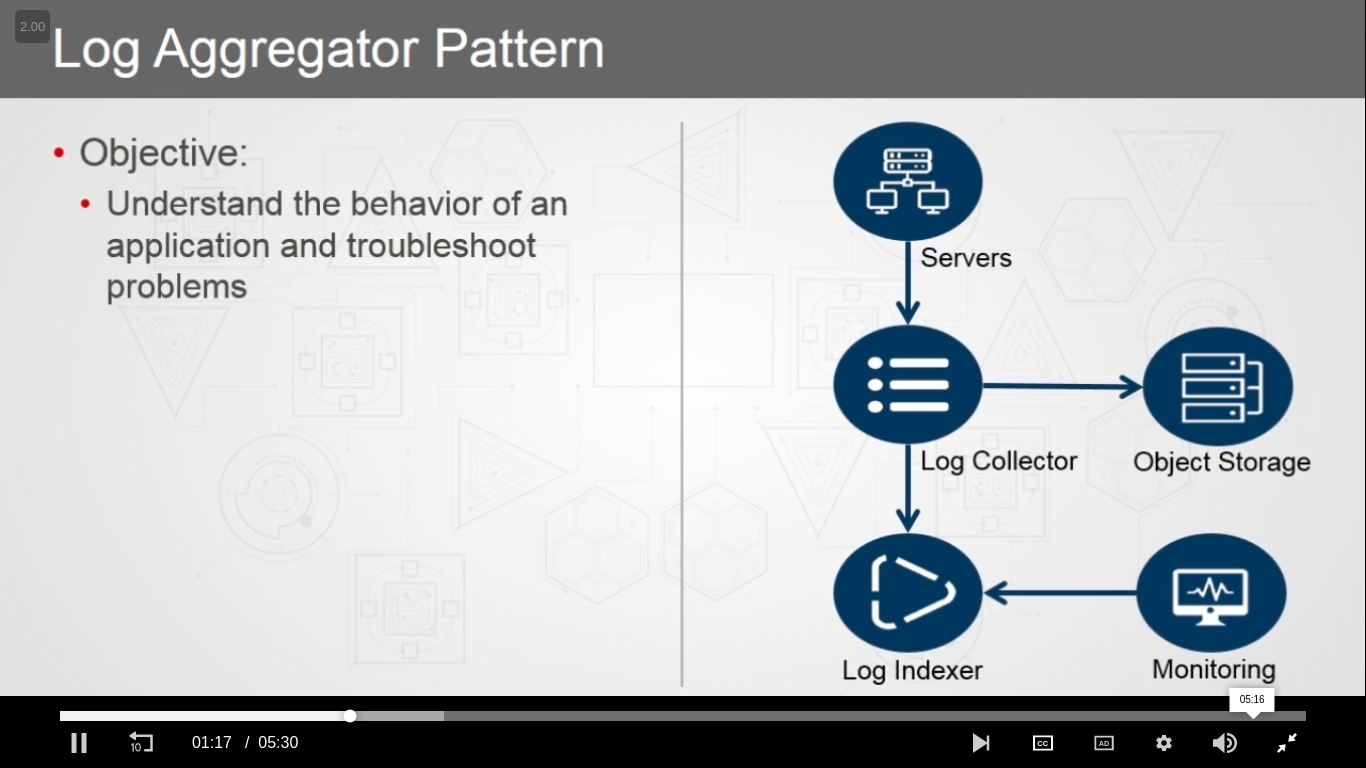 2.00
Log Aggregator Pattern
• Objective:
• Understand the behavior of an
application and troubleshoot
problems
Servers
Log Collector
Object Storage
Log Indexer
Monitoring
05:16
10
01:17 / 05:30
CC
AD